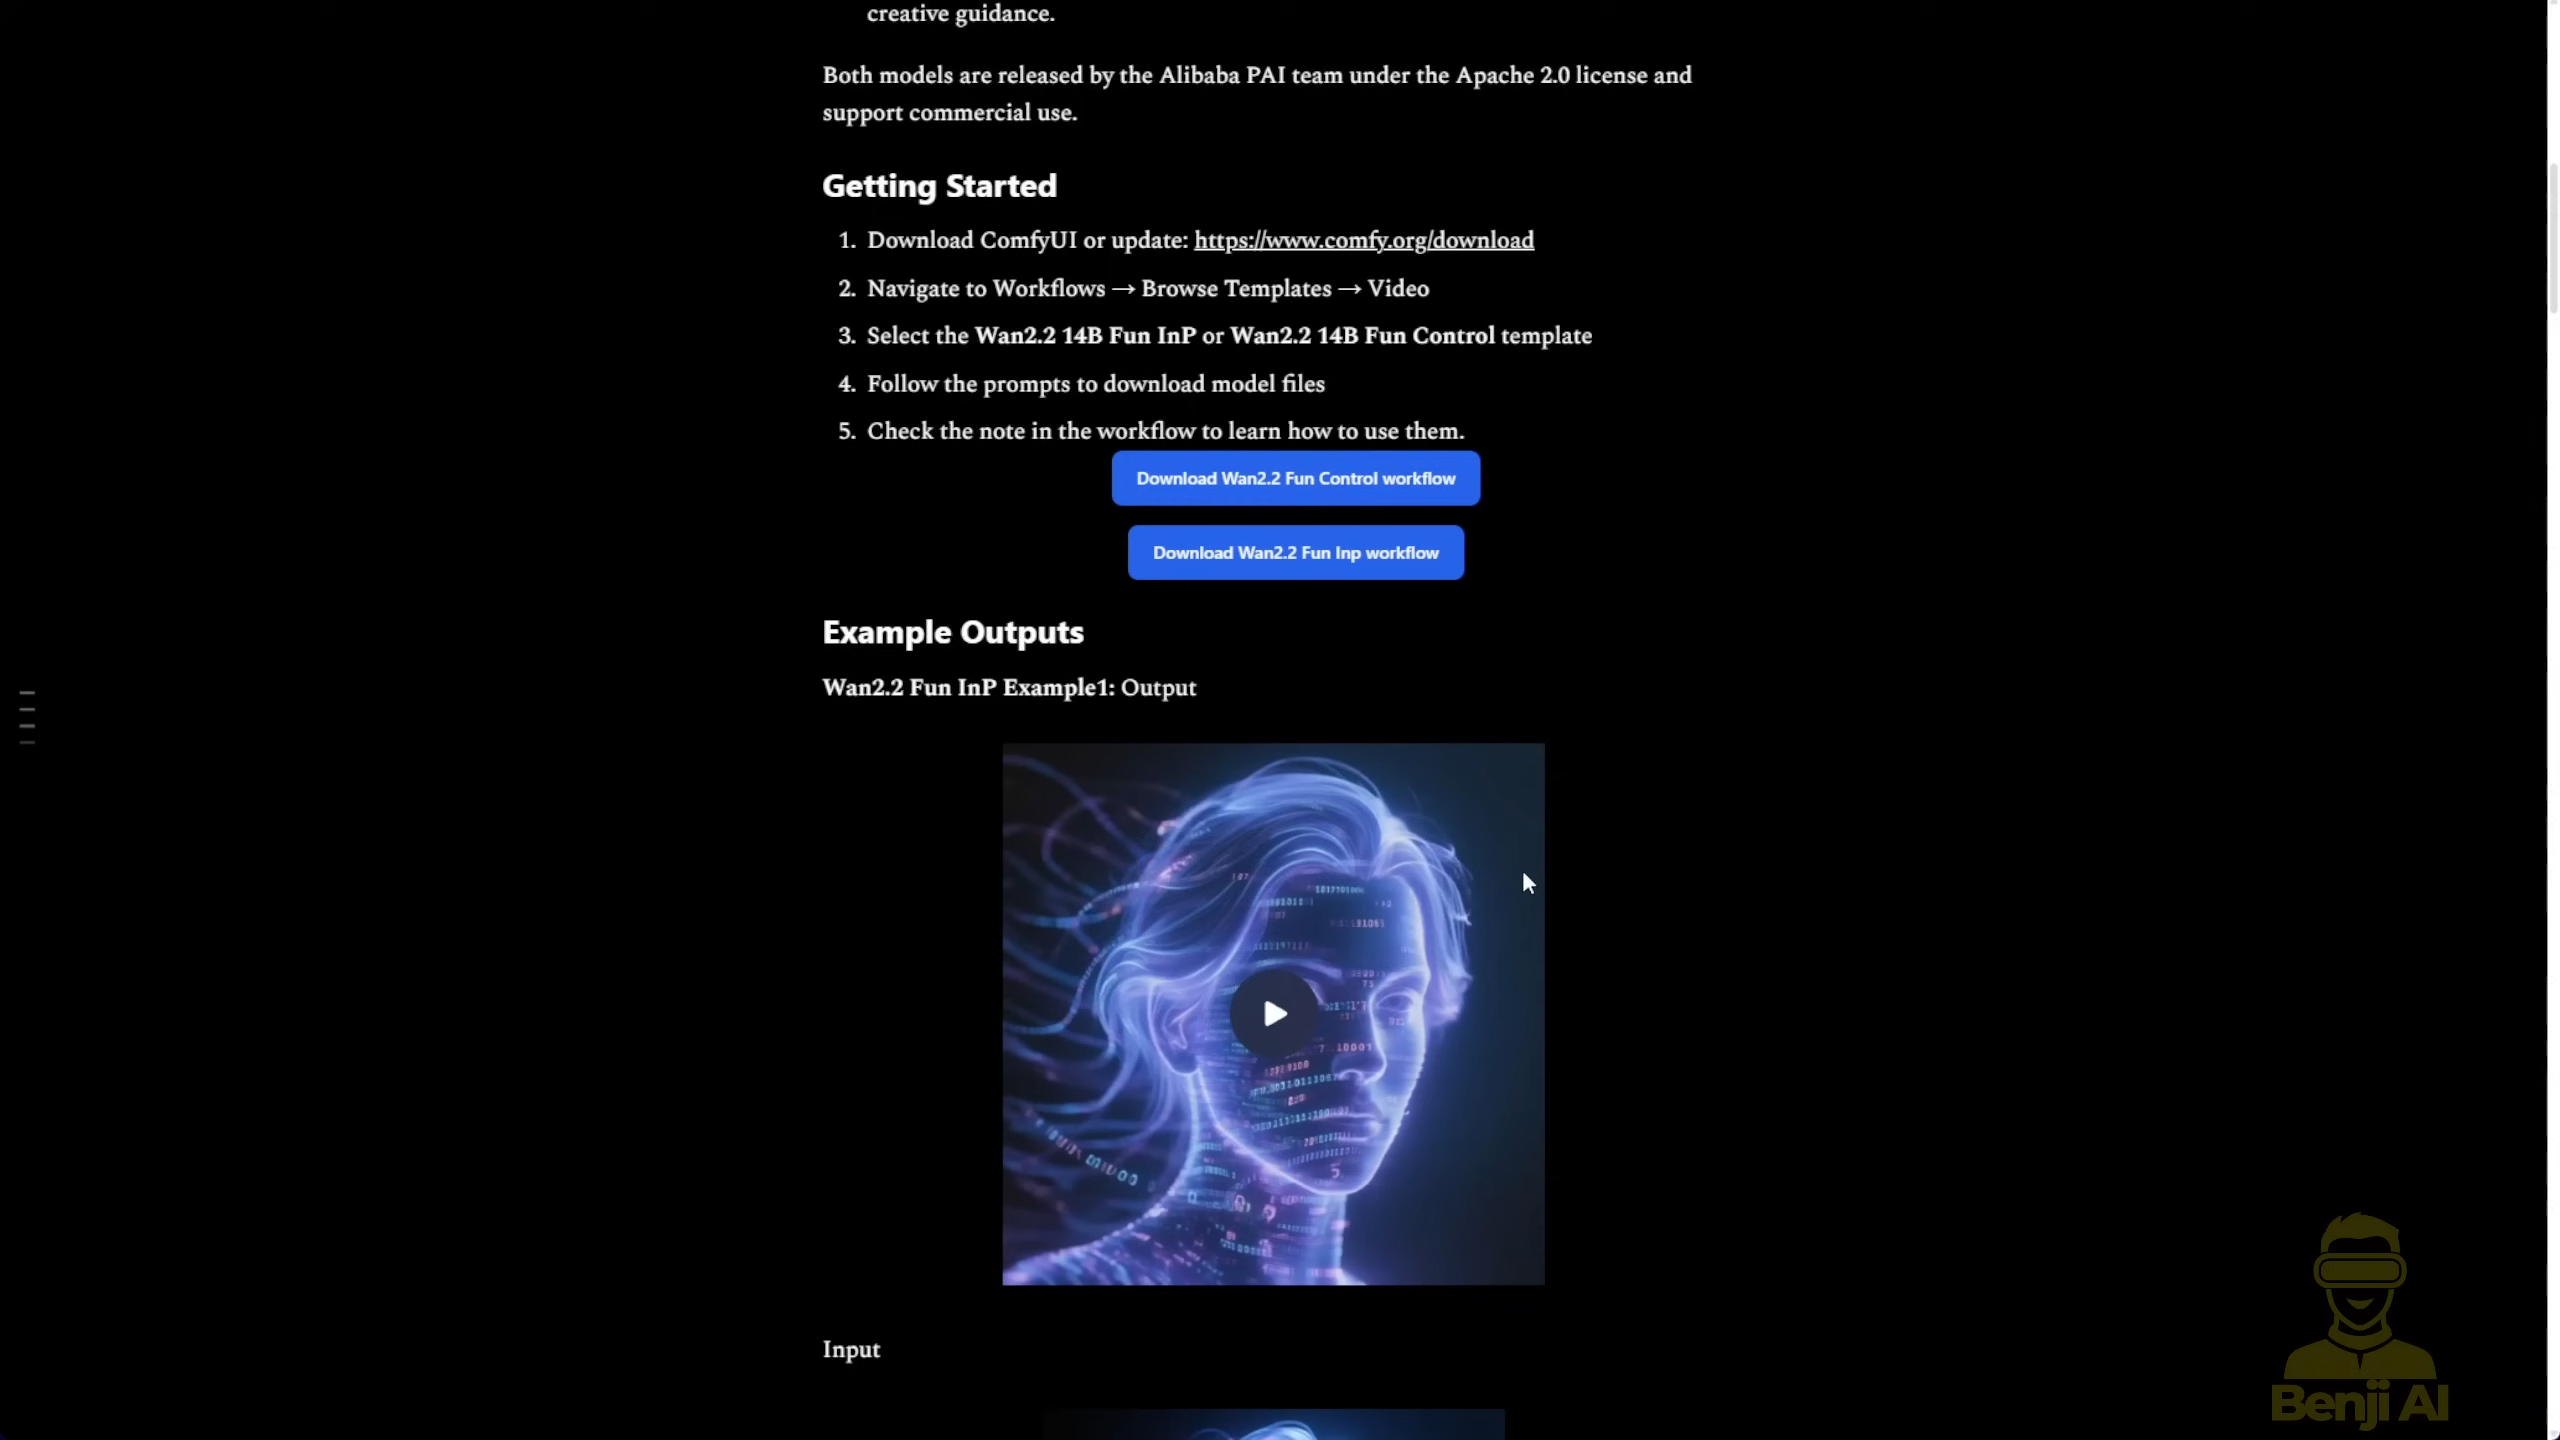 creative guidance.
Both models are released by the Alibaba PAI team under the Apache 2.0 license and
support commercial use.
Getting Started
1. Download ComfyUI or update: https://www.comfy.org/download
2. Navigate to Workflows → Browse Templates → Video
3. Select the Wan2.2 14B Fun InP or Wan2.2 14B Fun Control template
4. Follow the prompts to download model files
5. Check the note in the workflow to learn how to use them.
Download Wan2.2 Fun Control workflow
Download Wan2.2 Fun Inp workflow
Example Outputs
Wan2.2 Fun InP Example1: Output
Input
Benji AI